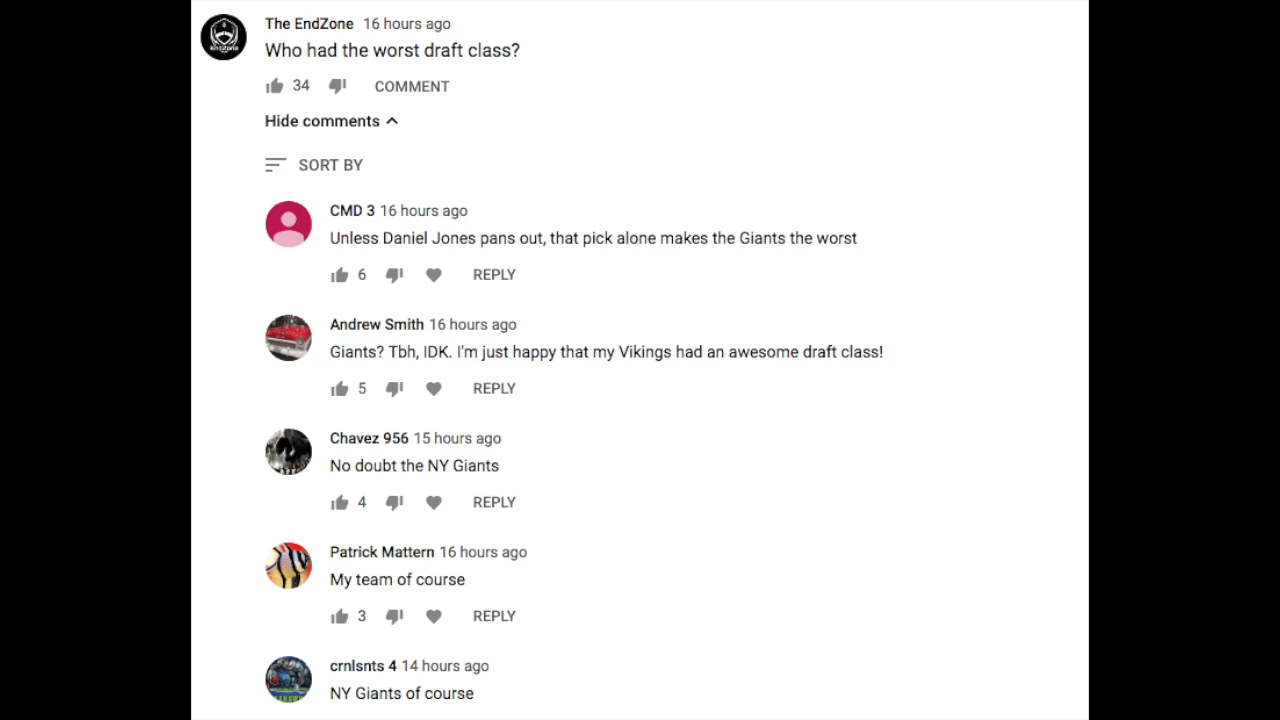 The EndZone 16 hours ago
Who had the worst draft class?
34 COMMENT
Hide comments
SORT BY
CMD 3 16 hours ago
Unless Daniel Jones pans out, that pick alone makes the Giants the worst
6 REPLY
Andrew Smith 16 hours ago
Giants? Tbh, IDK. I'm just happy that my Vikings had an awesome draft class!
5 REPLY
Chavez 956 15 hours ago
No doubt the NY Giants
4 REPLY
Patrick Mattern 16 hours ago
My team of course
3 REPLY
crnlsnts 4 14 hours ago
NY Giants of course